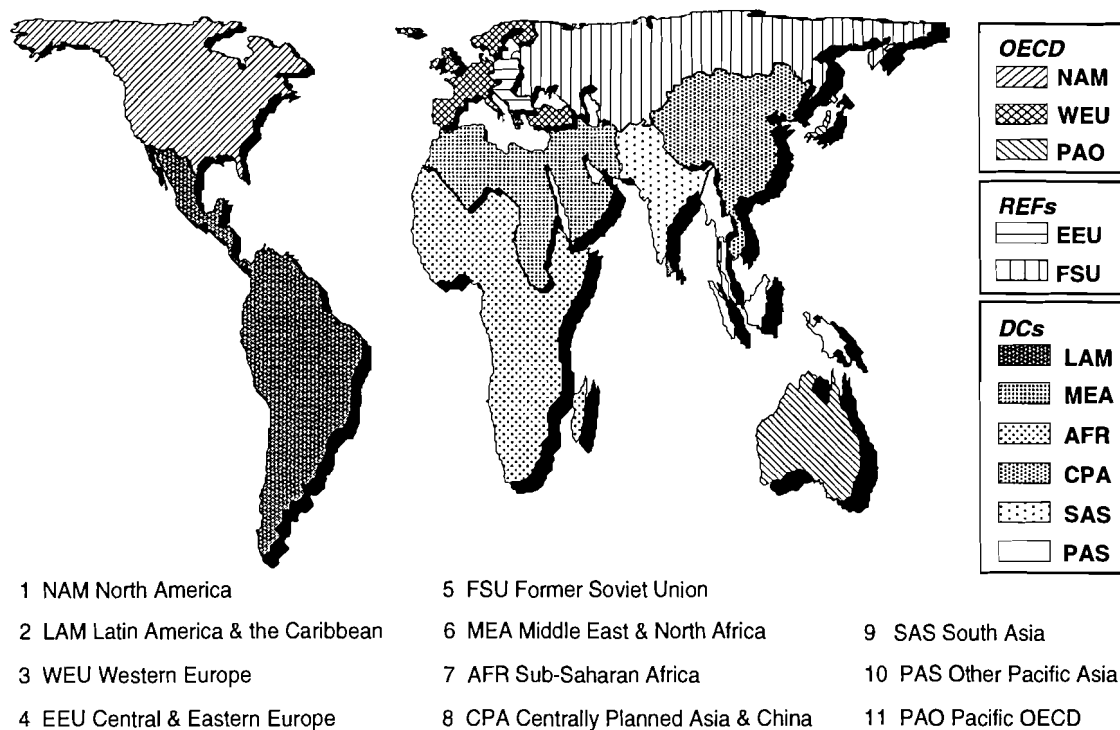 OECD
NAM
WEU
PAO
REFs
EEU
FSU
DCs
LAM
MEA
AFR
CPA
SAS
PAS
1 NAM North America
2 LAM Latin America & the Caribbean
3 WEU Western Europe
4 EEU Central & Eastern Europe
5 FSU Former Soviet Union
6 MEA Middle East & North Africa
7 AFR Sub-Saharan Africa
8 CPA Centrally Planned Asia & China
9 SAS South Asia
10 PAS Other Pacific Asia
11 PAO Pacific OECD